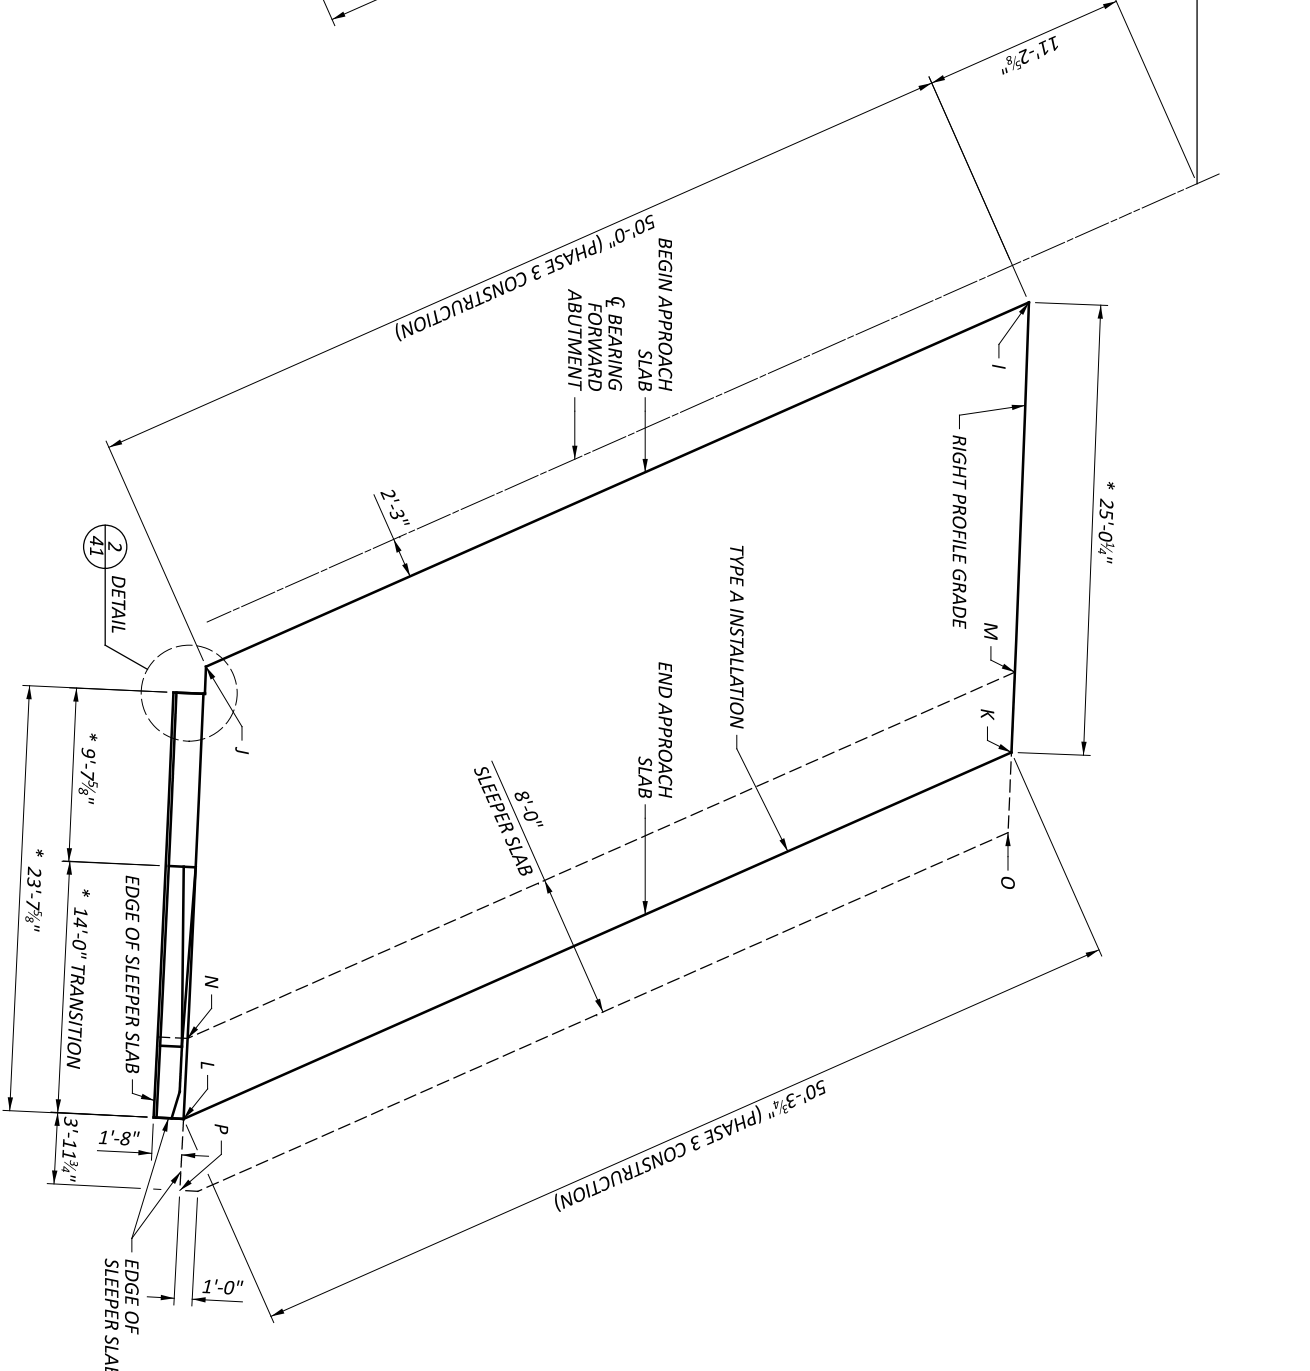 11'-2⅝"
50'-0" (PHASE 3 CONSTRUCTION)
BEGIN APPROACH
SLAB
℄ BEARING
FORWARD
ABUTMENT
I
RIGHT PROFILE GRADE
* 25'-0¼"
2'-3"
2
41
DETAIL
TYPE A INSTALLATION
M
K
END APPROACH
SLAB
J
8'-0"
SLEEPER SLAB
* 9'-7⅝"
* 23'-7⅝"
* 14'-0" TRANSITION
EDGE OF SLEEPER SLAB
O
N
L
P
50'-3¾" (PHASE 3 CONSTRUCTION)
3'-11¾"
1'-8"
1'-0"
EDGE OF
SLEEPER SLAB